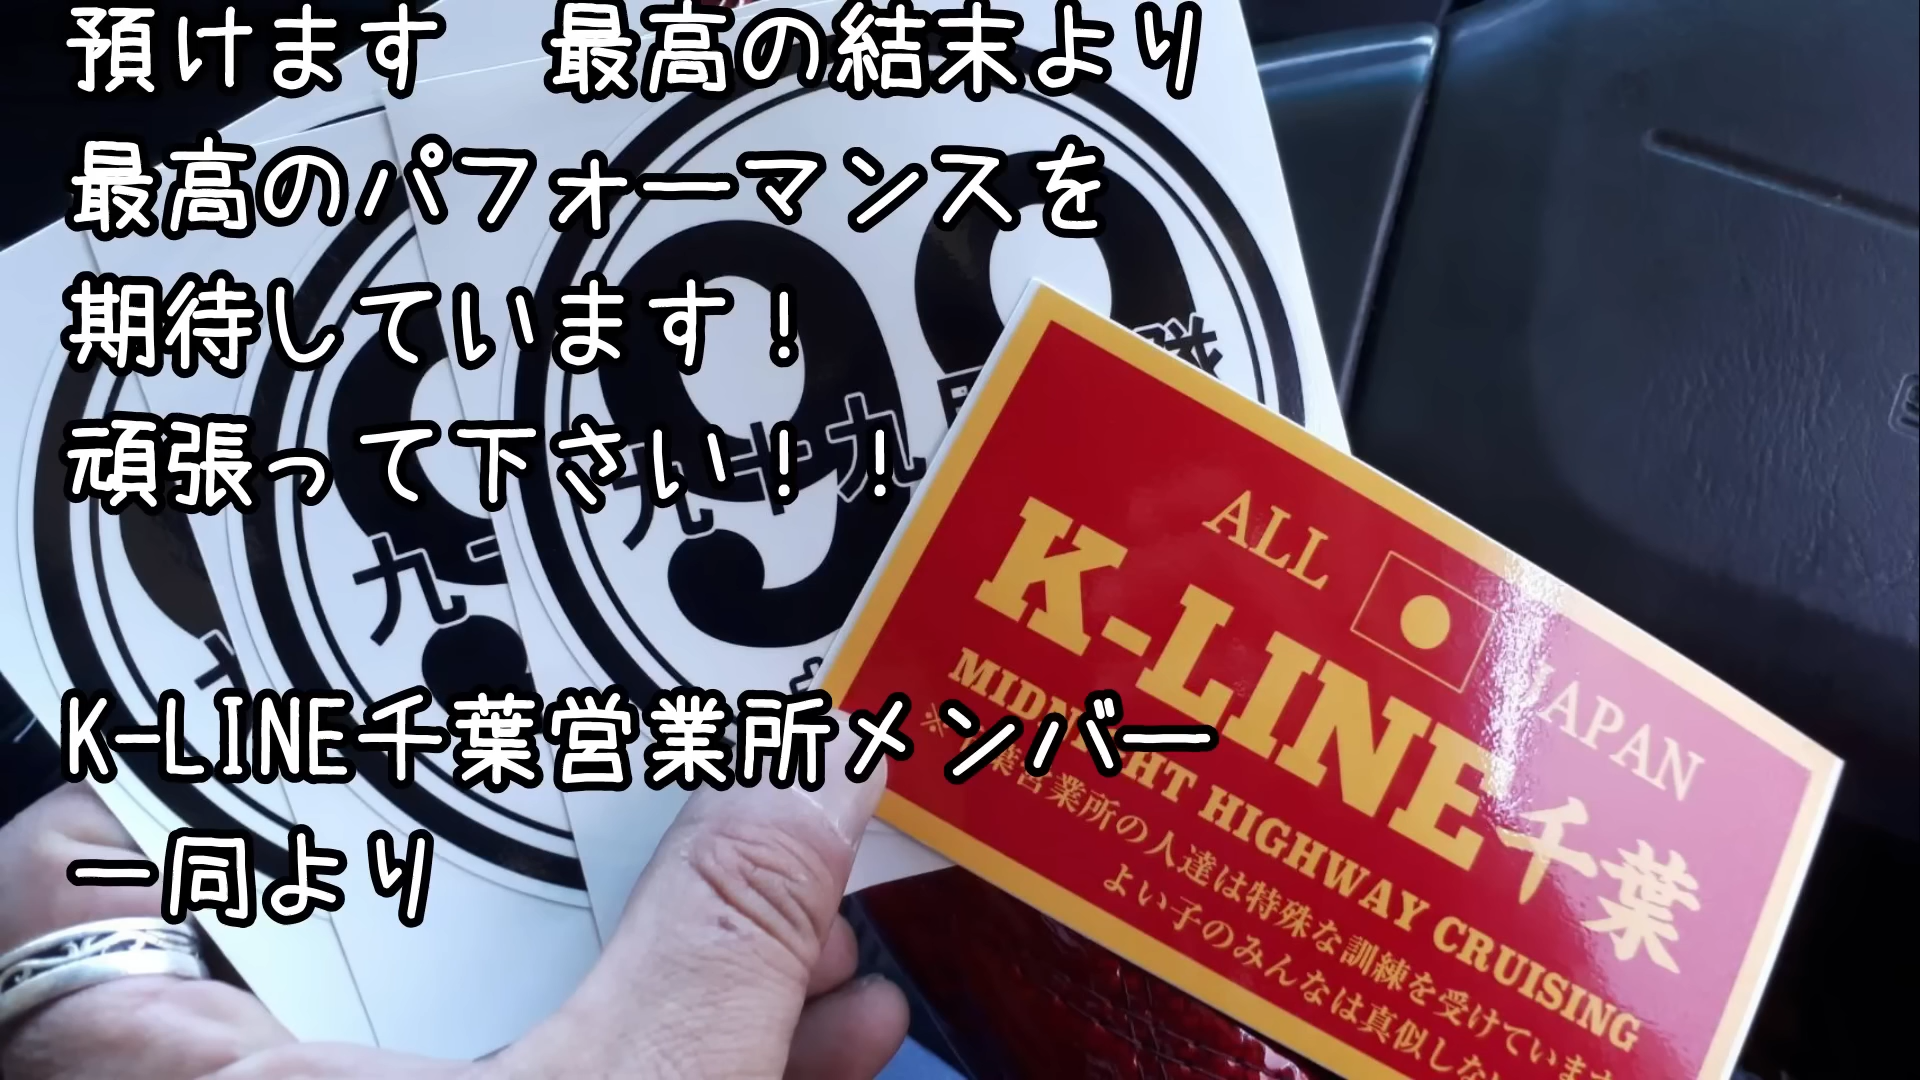 預けます　最高の結末より
最高のパフォーマンスを
期待しています！
頑張って下さい！！
K-LINE千葉営業所メンバー
一同より
99
九十九
九十
ALL JAPAN
K-LINE千葉
MIDNIGHT HIGHWAY CRUISING
葉営業所の人達は特殊な訓練を受けていま
よい子のみんなは真似しな